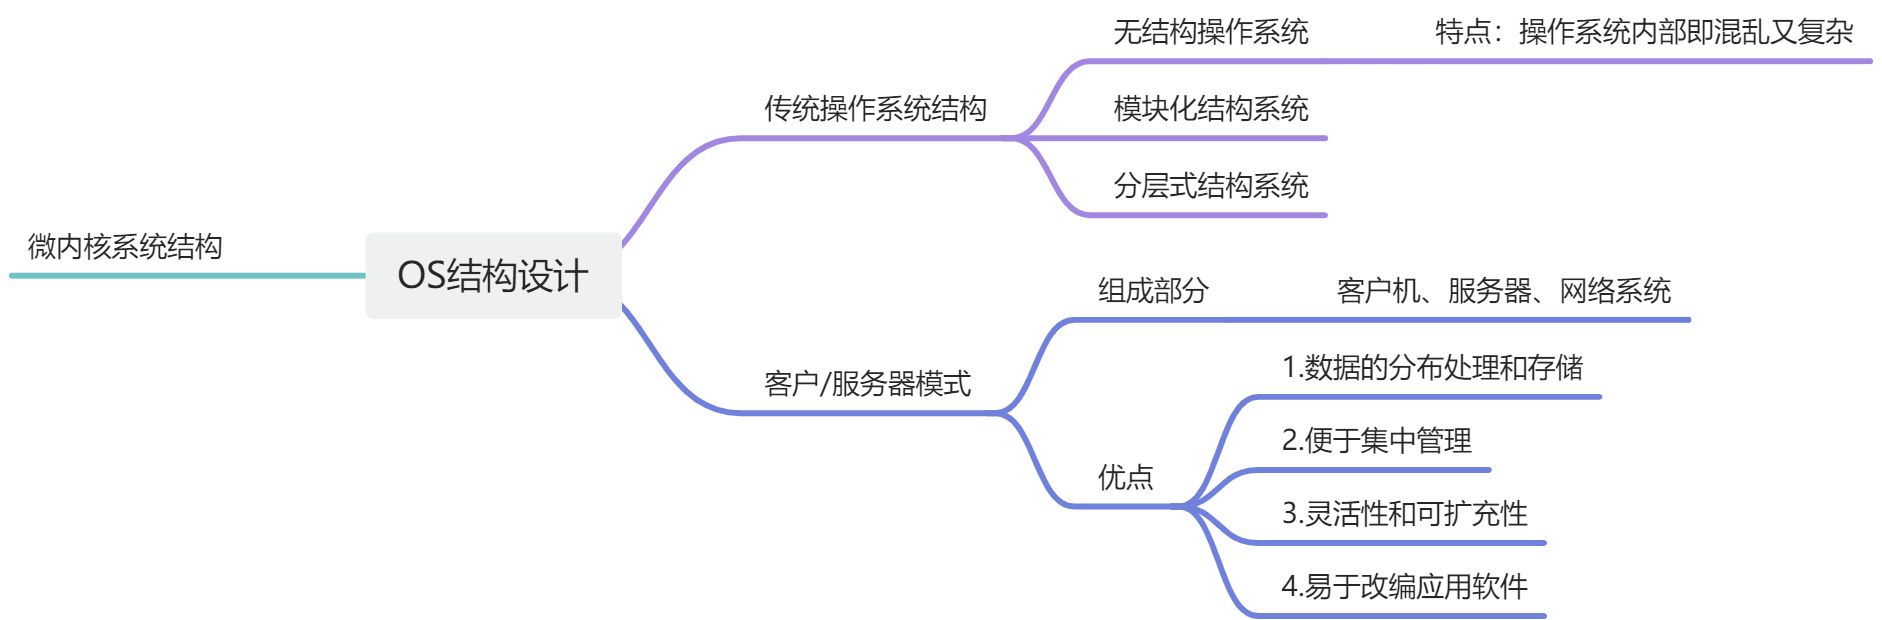 OS结构设计
传统操作系统结构
无结构操作系统
特点：操作系统内部即混乱又复杂
模块化结构系统
分层式结构系统
客户/服务器模式
组成部分
客户机、服务器、网络系统
优点
1.数据的分布处理和存储
2.便于集中管理
3.灵活性和可扩充性
4.易于改编应用软件
微内核系统结构